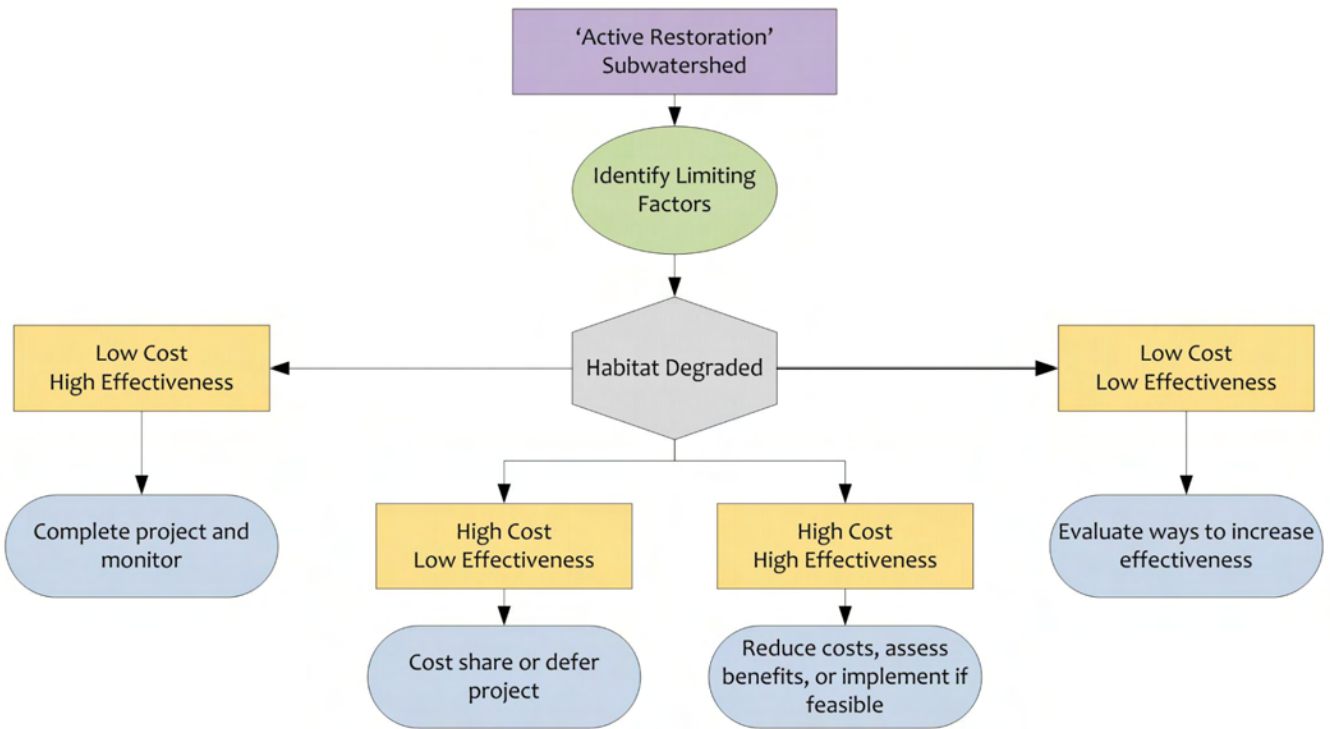 ‘Active Restoration’
Subwatershed
Identify Limiting
Factors
Habitat Degraded
Low Cost
High Effectiveness
Low Cost
Low Effectiveness
Complete project and
monitor
High Cost
Low Effectiveness
High Cost
High Effectiveness
Evaluate ways to increase
effectiveness
Cost share or defer
project
Reduce costs, assess
benefits, or implement if
feasible